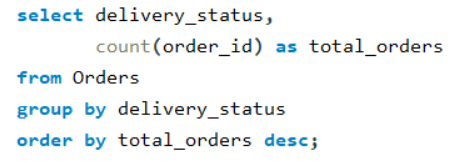 select delivery_status,
count(order_id) as total_orders
from Orders
group by delivery_status
order by total_orders desc;